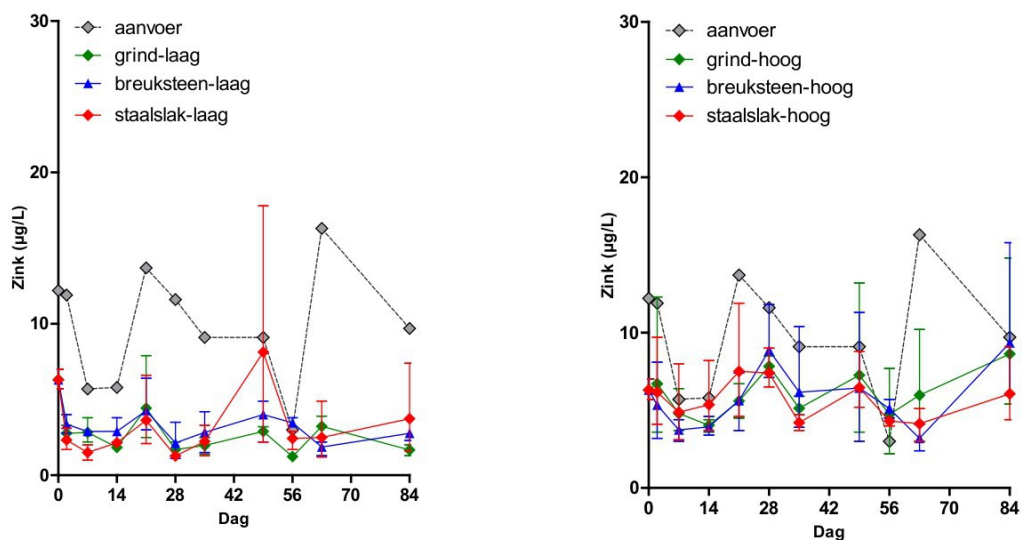 30
20
10
0
Zink (µg/L)
aanvoer
grind-laag
breuksteen-laag
staalslak-laag
0 14 28 42 56 70 84
Dag
30
20
10
0
Zink (µg/L)
aanvoer
grind-hoog
breuksteen-hoog
staalslak-hoog
0 14 28 42 56 70 84
Dag